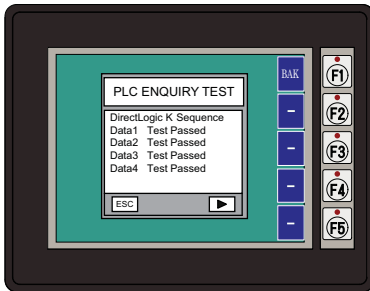 PLC ENQUIRY TEST
DirectLogic K Sequence
Data1 Test Passed
Data2 Test Passed
Data3 Test Passed
Data4 Test Passed
ESC
BAK
–
–
–
–
F1
F2
F3
F4
F5